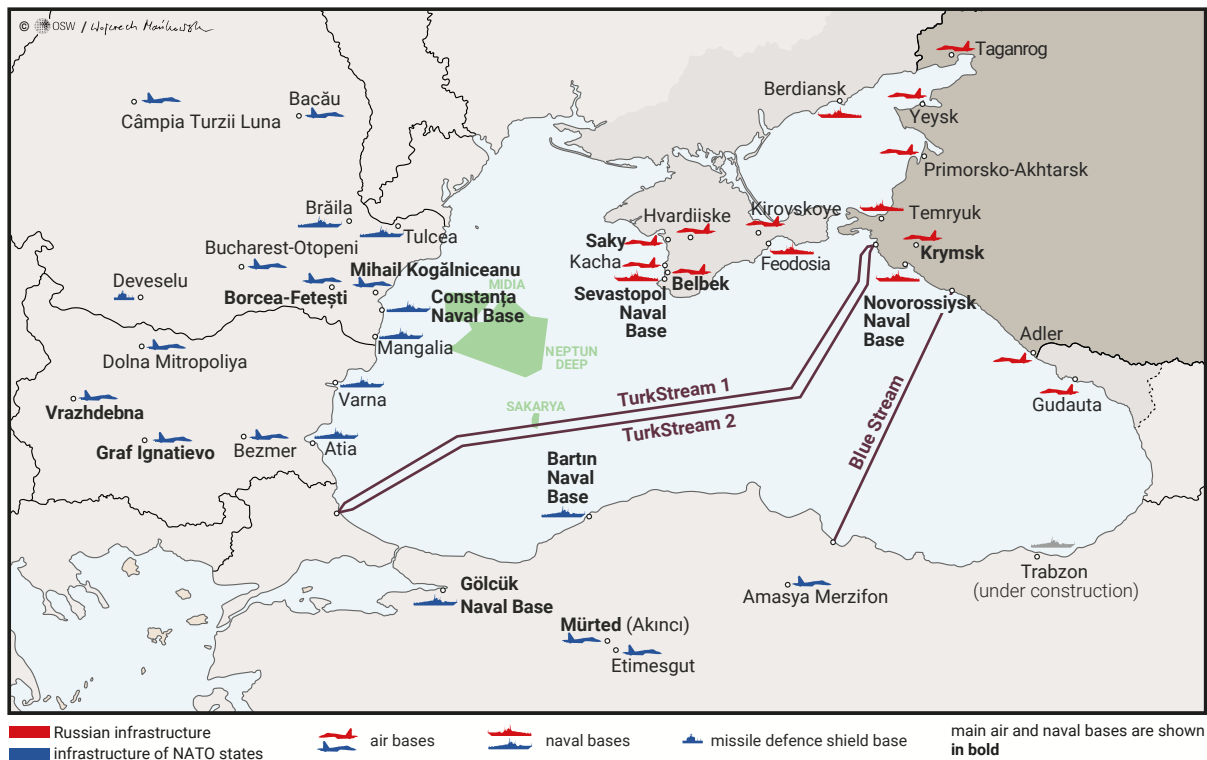 © OSW / Wojciech Mańkowski
Taganrog
Berdiansk
Bacău
Câmpia Turzii Luna
Yeysk
Primorsko-Akhtarsk
Brăila
Hvardiiske
Kirovskoye
Temryuk
Tulcea
Saky
Krymsk
Bucharest-Otopeni
Kacha
Feodosia
Mihail Kogălniceanu
Deveselu
Belbek
MIDIA
Borcea-Fetești
Constanța
Naval Base
Sevastopol
Naval
Base
Novorossiysk
Naval
Base
Adler
Mangalia
NEPTUN
DEEP
Dolna Mitropoliya
Varna
TurkStream 1
SAKARYA
Gudauta
Vrazhdebna
TurkStream 2
Blue Stream
Graf Ignatievo
Bezmer
Atia
Bartın
Naval
Base
Trabzon
(under construction)
Gölcük
Naval Base
Amasya Merzifon
Mürted (Akıncı)
Etimesgut
Russian infrastructure
infrastructure of NATO states
air bases
naval bases
missile defence shield base
main air and naval bases are shown
in bold